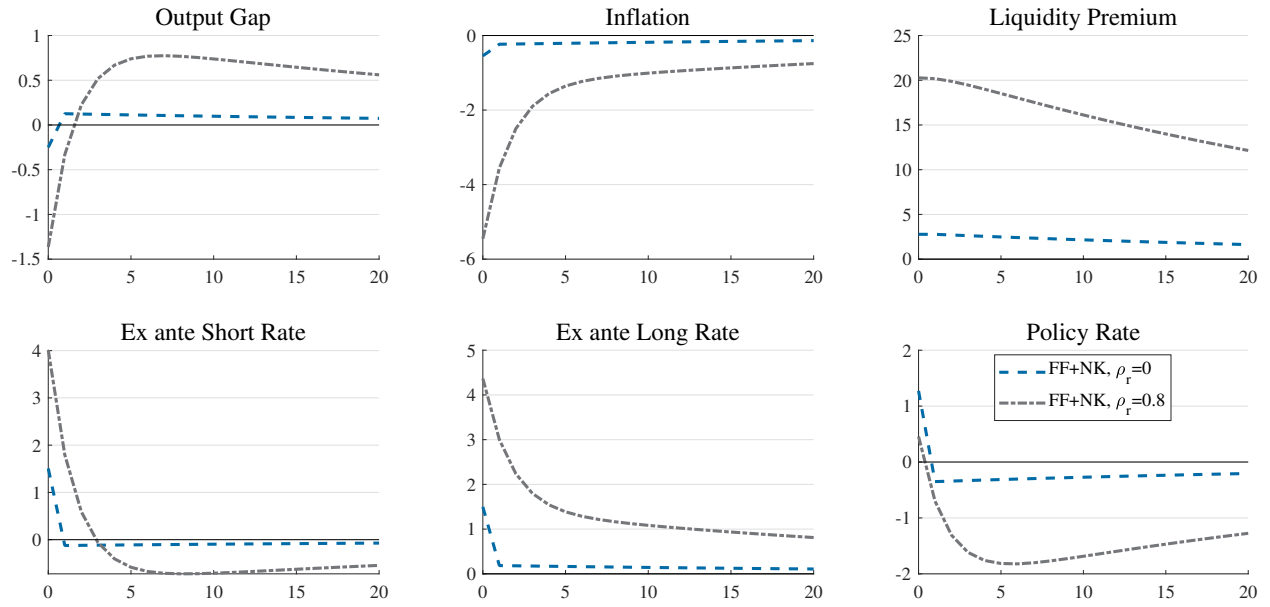 Output Gap
1
0.5
0
-0.5
-1
-1.5
0 5 10 15 20
Inflation
0
-2
-4
-6
0 5 10 15 20
Liquidity Premium
25
20
15
10
5
0
0 5 10 15 20
Ex ante Short Rate
4
3
2
1
0
0 5 10 15 20
Ex ante Long Rate
5
4
3
2
1
0
0 5 10 15 20
Policy Rate
2
1
0
-1
-2
0 5 10 15 20
FF+NK, ρr=0
FF+NK, ρr=0.8